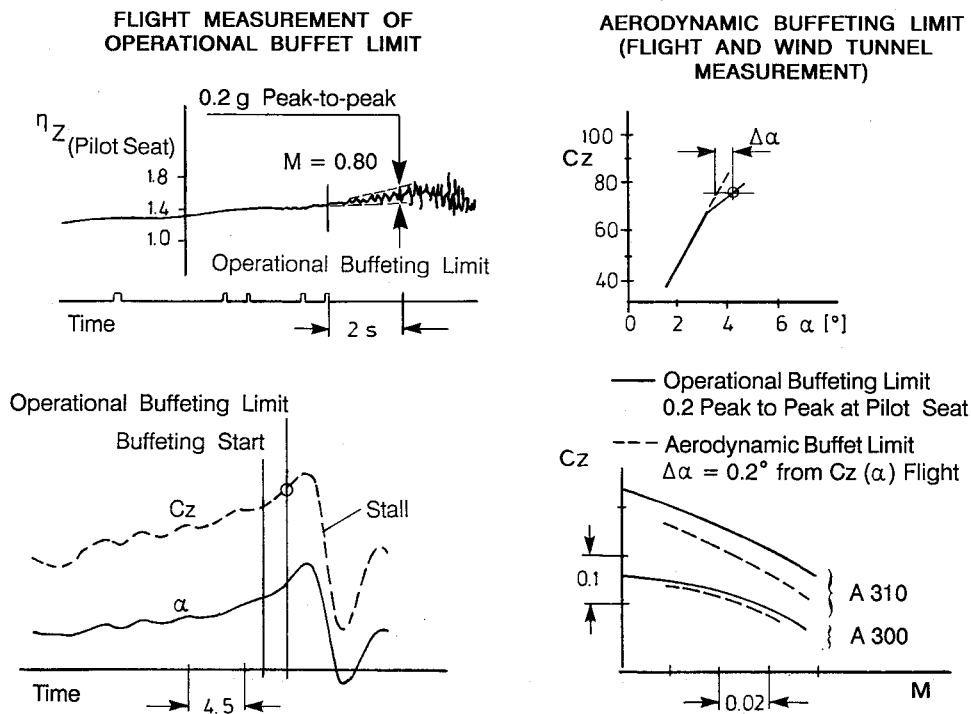 FLIGHT MEASUREMENT OF
OPERATIONAL BUFFET LIMIT
0.2 g Peak-to-peak
ηZ (Pilot Seat)
M = 0.80
1.8
1.4
1.0
Operational Buffeting Limit
Time
2 s
AERODYNAMIC BUFFETING LIMIT
(FLIGHT AND WIND TUNNEL
MEASUREMENT)
100
Cz
Δα
80
60
40
0 2 4 6 α [°]
Operational Buffeting Limit
Buffeting Start
Cz
Stall
α
Time
4.5
Operational Buffeting Limit
0.2 Peak to Peak at Pilot Seat
Aerodynamic Buffet Limit
Δα = 0.2° from Cz (α) Flight
Cz
0.1
A 310
A 300
0.02
M